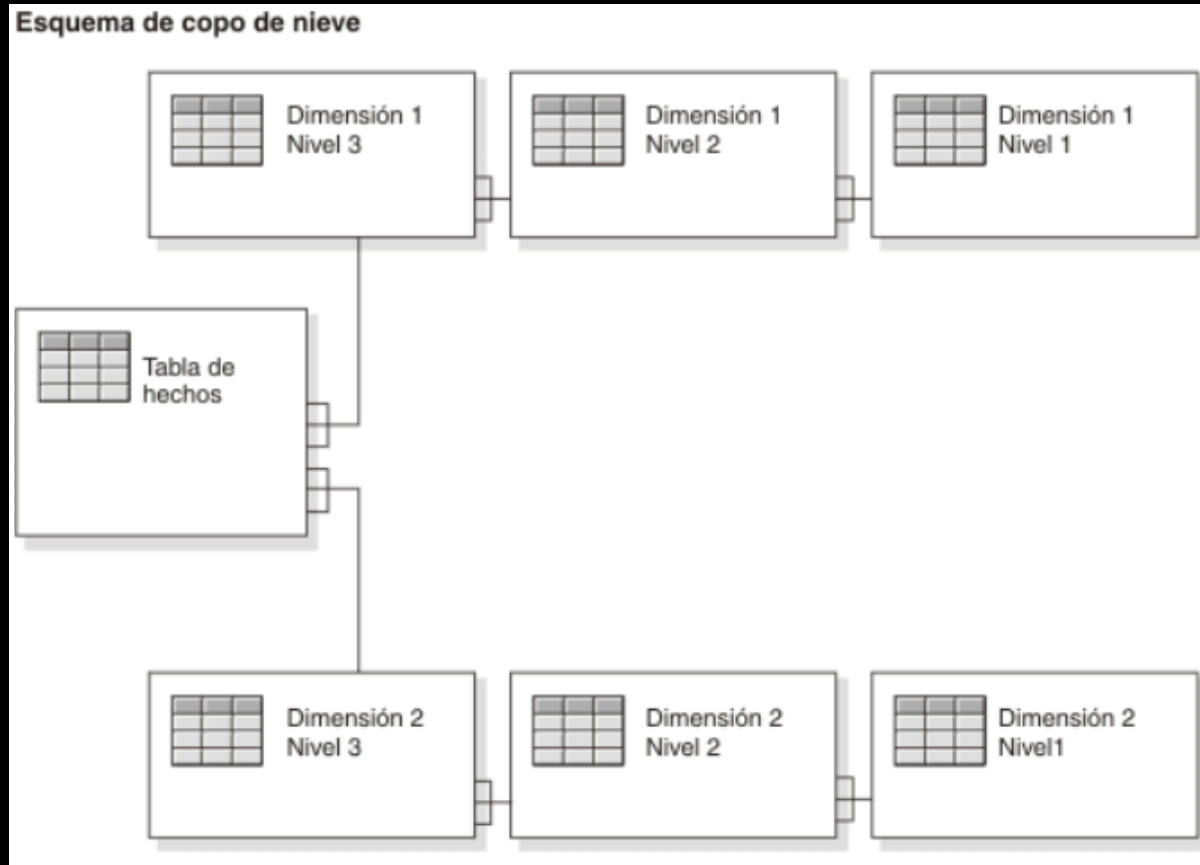 Esquema de copo de nieve
Dimensión 1
Nivel 3
Dimensión 1
Nivel 2
Dimensión 1
Nivel 1
Tabla de
hechos
Dimensión 2
Nivel 3
Dimensión 2
Nivel 2
Dimensión 2
Nivel1